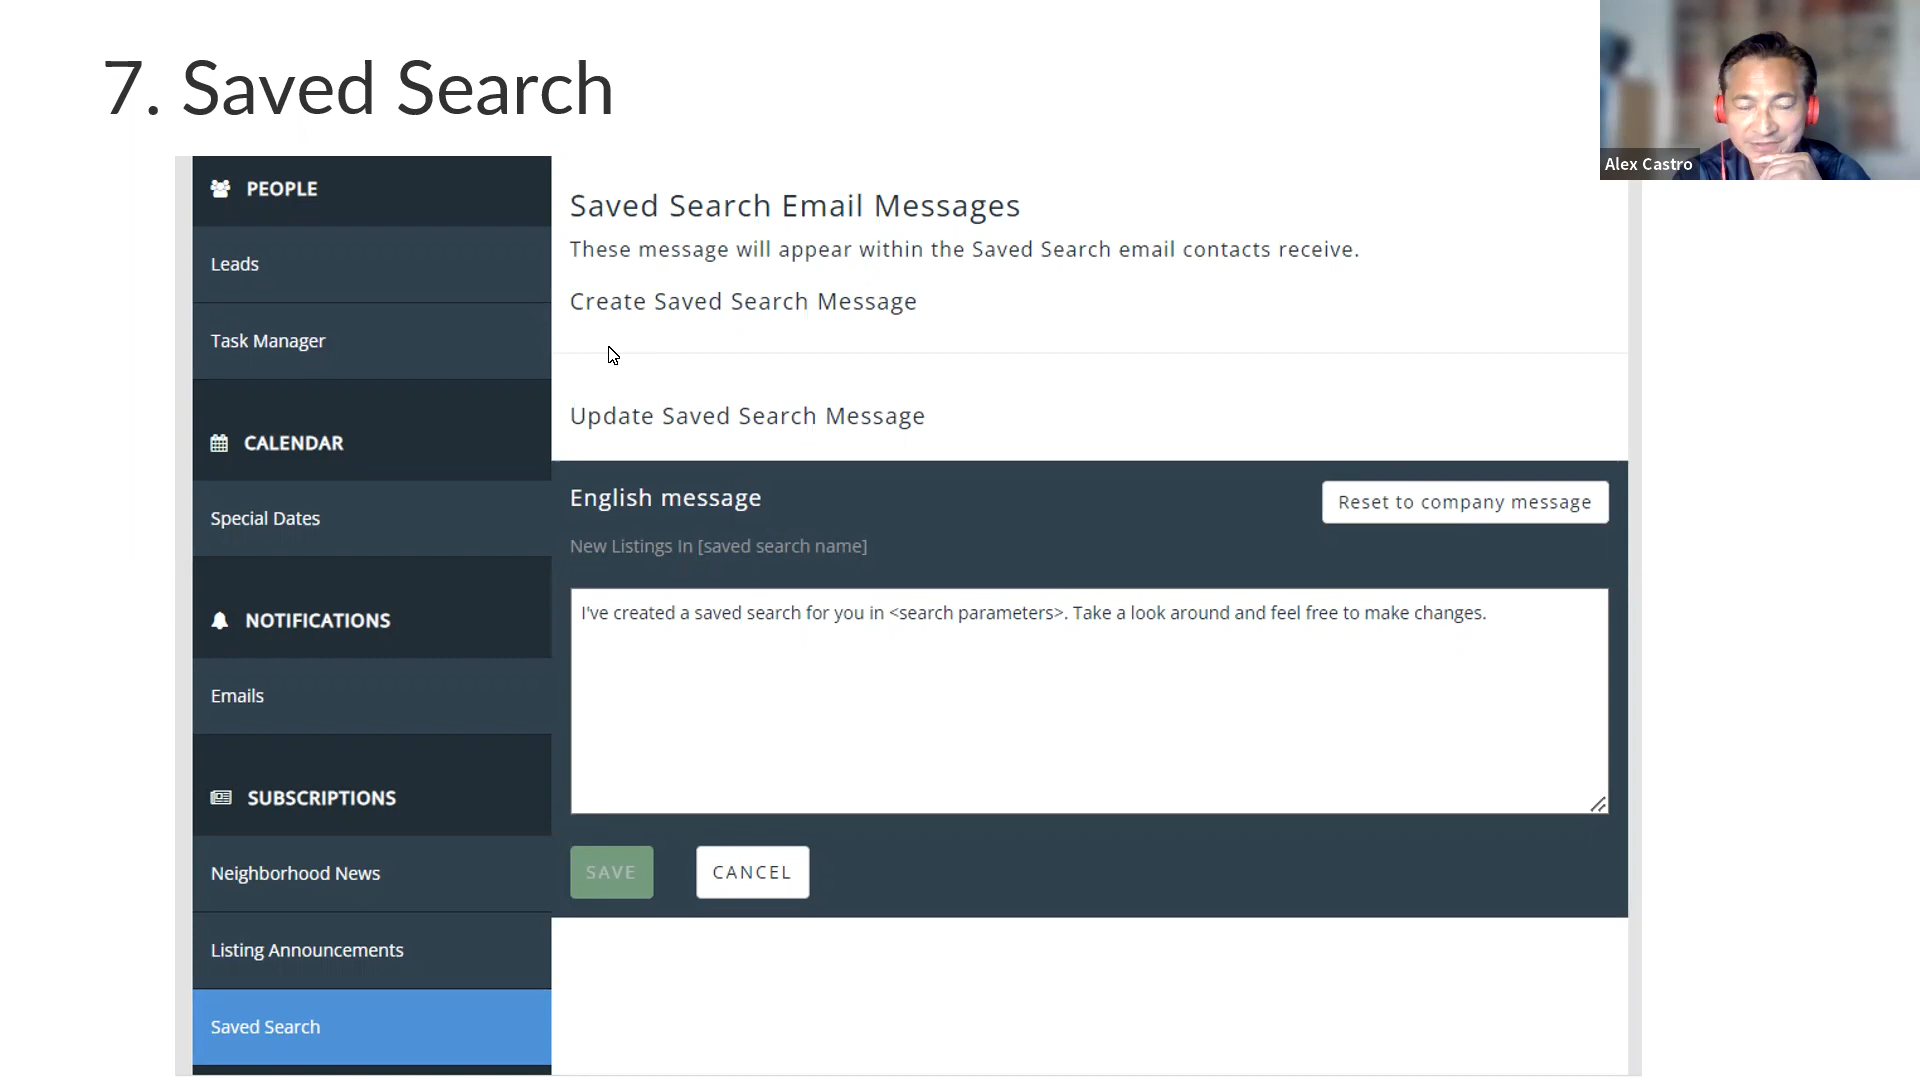 7. Saved Search
Alex Castro
PEOPLE
Leads
Task Manager
CALENDAR
Special Dates
NOTIFICATIONS
Emails
SUBSCRIPTIONS
Neighborhood News
Listing Announcements
Saved Search
Saved Search Email Messages
These message will appear within the Saved Search email contacts receive.
Create Saved Search Message
Update Saved Search Message
English message
Reset to company message
New Listings In [saved search name]
I've created a saved search for you in <search parameters>. Take a look around and feel free to make changes.
SAVE
CANCEL